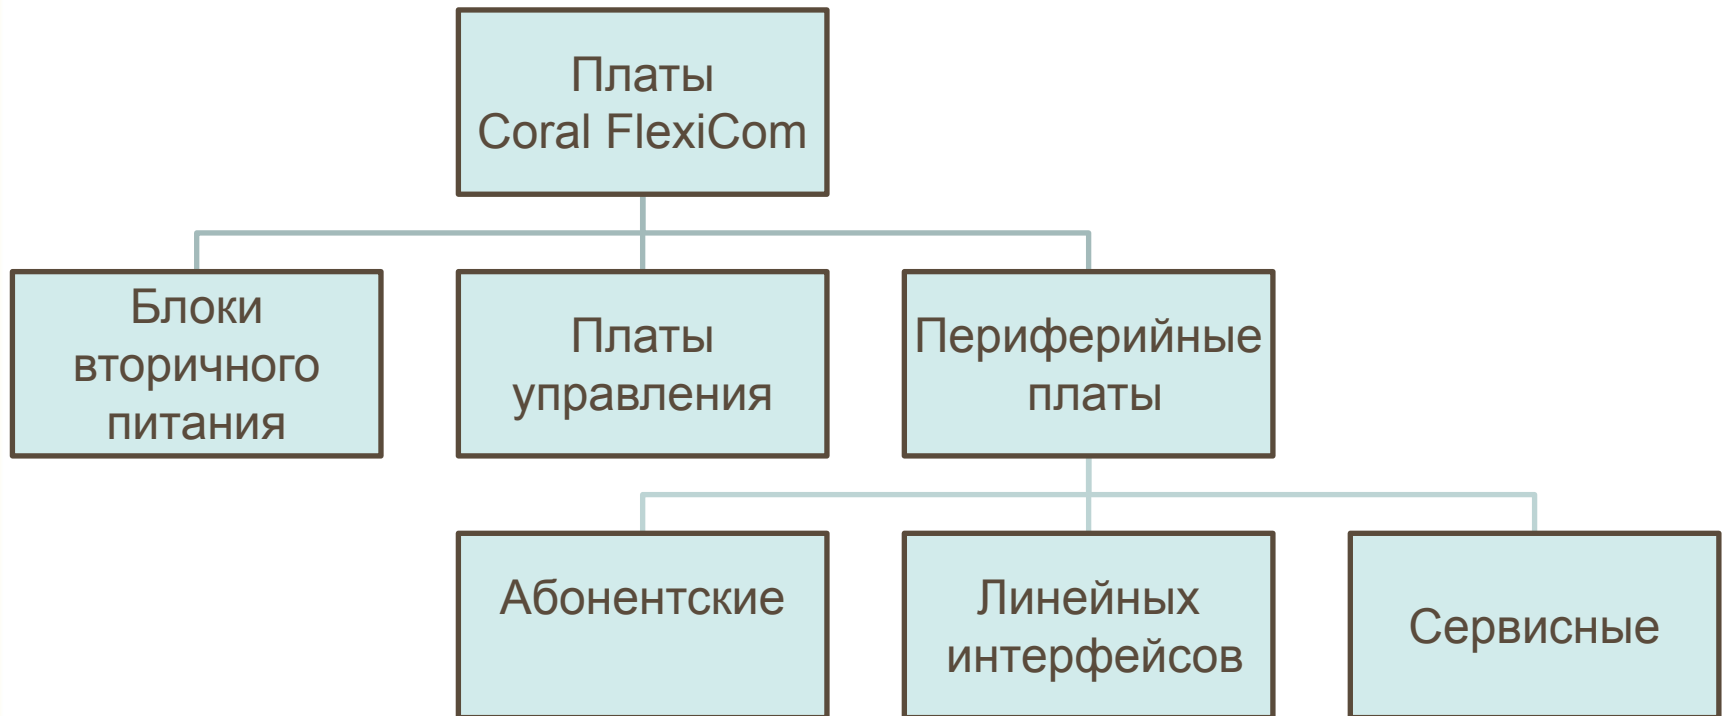 Платы
Coral FlexiCom
Блоки
вторичного
питания
Платы
управления
Периферийные
платы
Абонентские
Линейных
интерфейсов
Сервисные